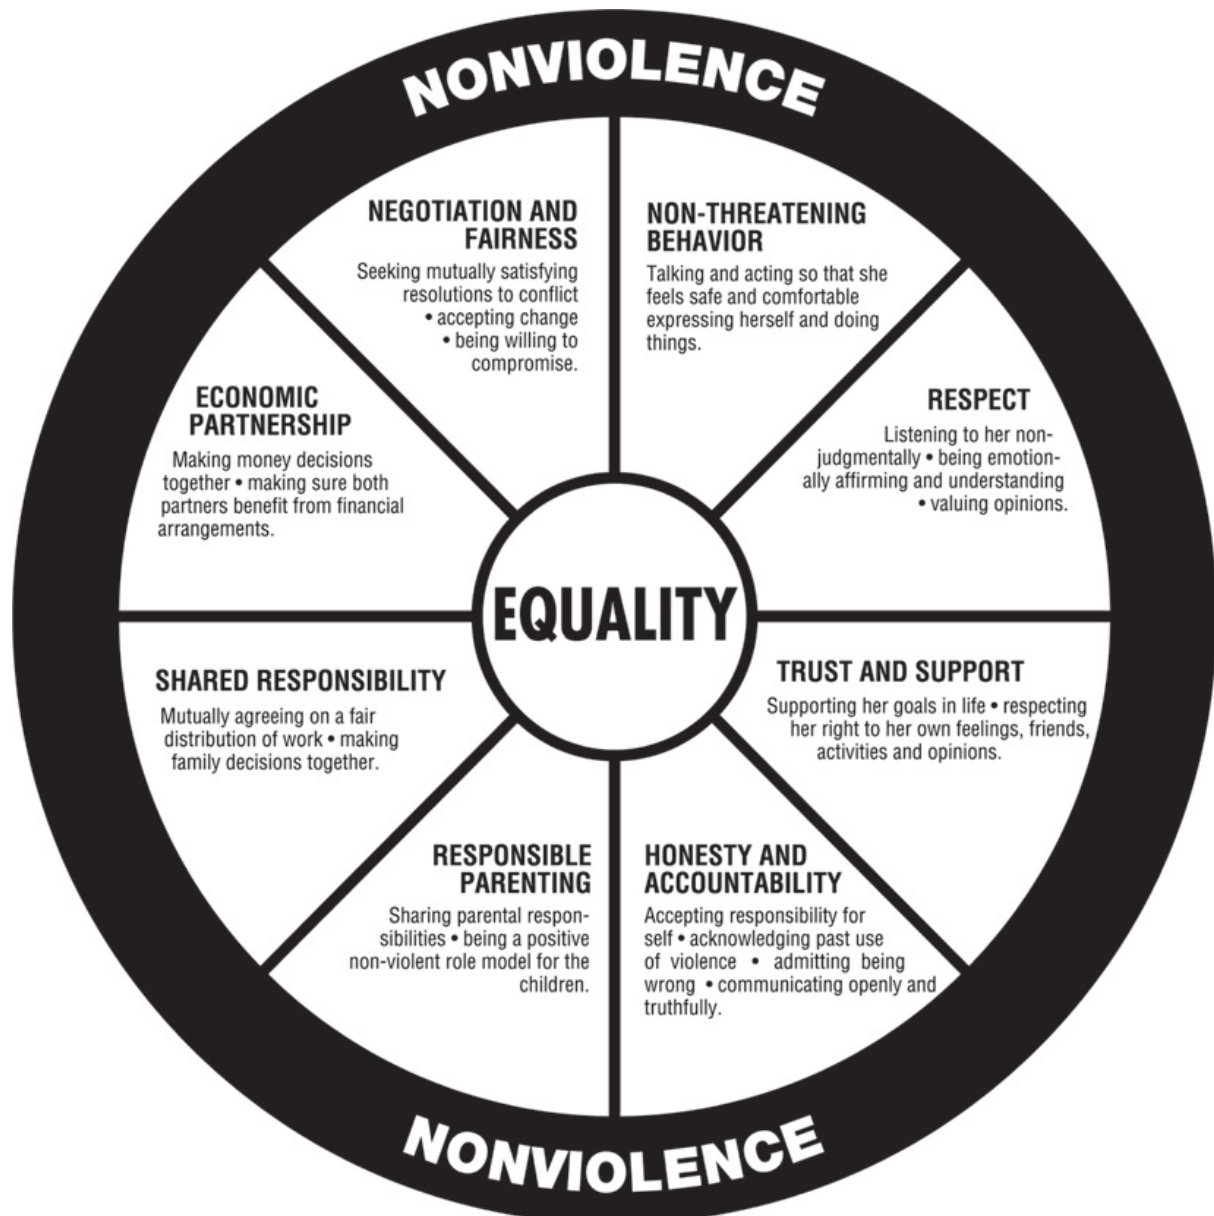 NONVIOLENCE
NEGOTIATION AND
FAIRNESS
Seeking mutually satisfying
resolutions to conflict
• accepting change
• being willing to
compromise.
NON-THREATENING
BEHAVIOR
Talking and acting so that she
feels safe and comfortable
expressing herself and doing
things.
ECONOMIC
PARTNERSHIP
Making money decisions
together • making sure both
partners benefit from financial
arrangements.
RESPECT
Listening to her non-
judgmentally • being emotion-
ally affirming and understanding
• valuing opinions.
EQUALITY
SHARED RESPONSIBILITY
Mutually agreeing on a fair
distribution of work • making
family decisions together.
TRUST AND SUPPORT
Supporting her goals in life • respecting
her right to her own feelings, friends,
activities and opinions.
RESPONSIBLE
PARENTING
Sharing parental respon-
sibilities • being a positive
non-violent role model for the
children.
HONESTY AND
ACCOUNTABILITY
Accepting responsibility for
self • acknowledging past use
of violence • admitting being
wrong • communicating openly and
truthfully.
NONVIOLENCE